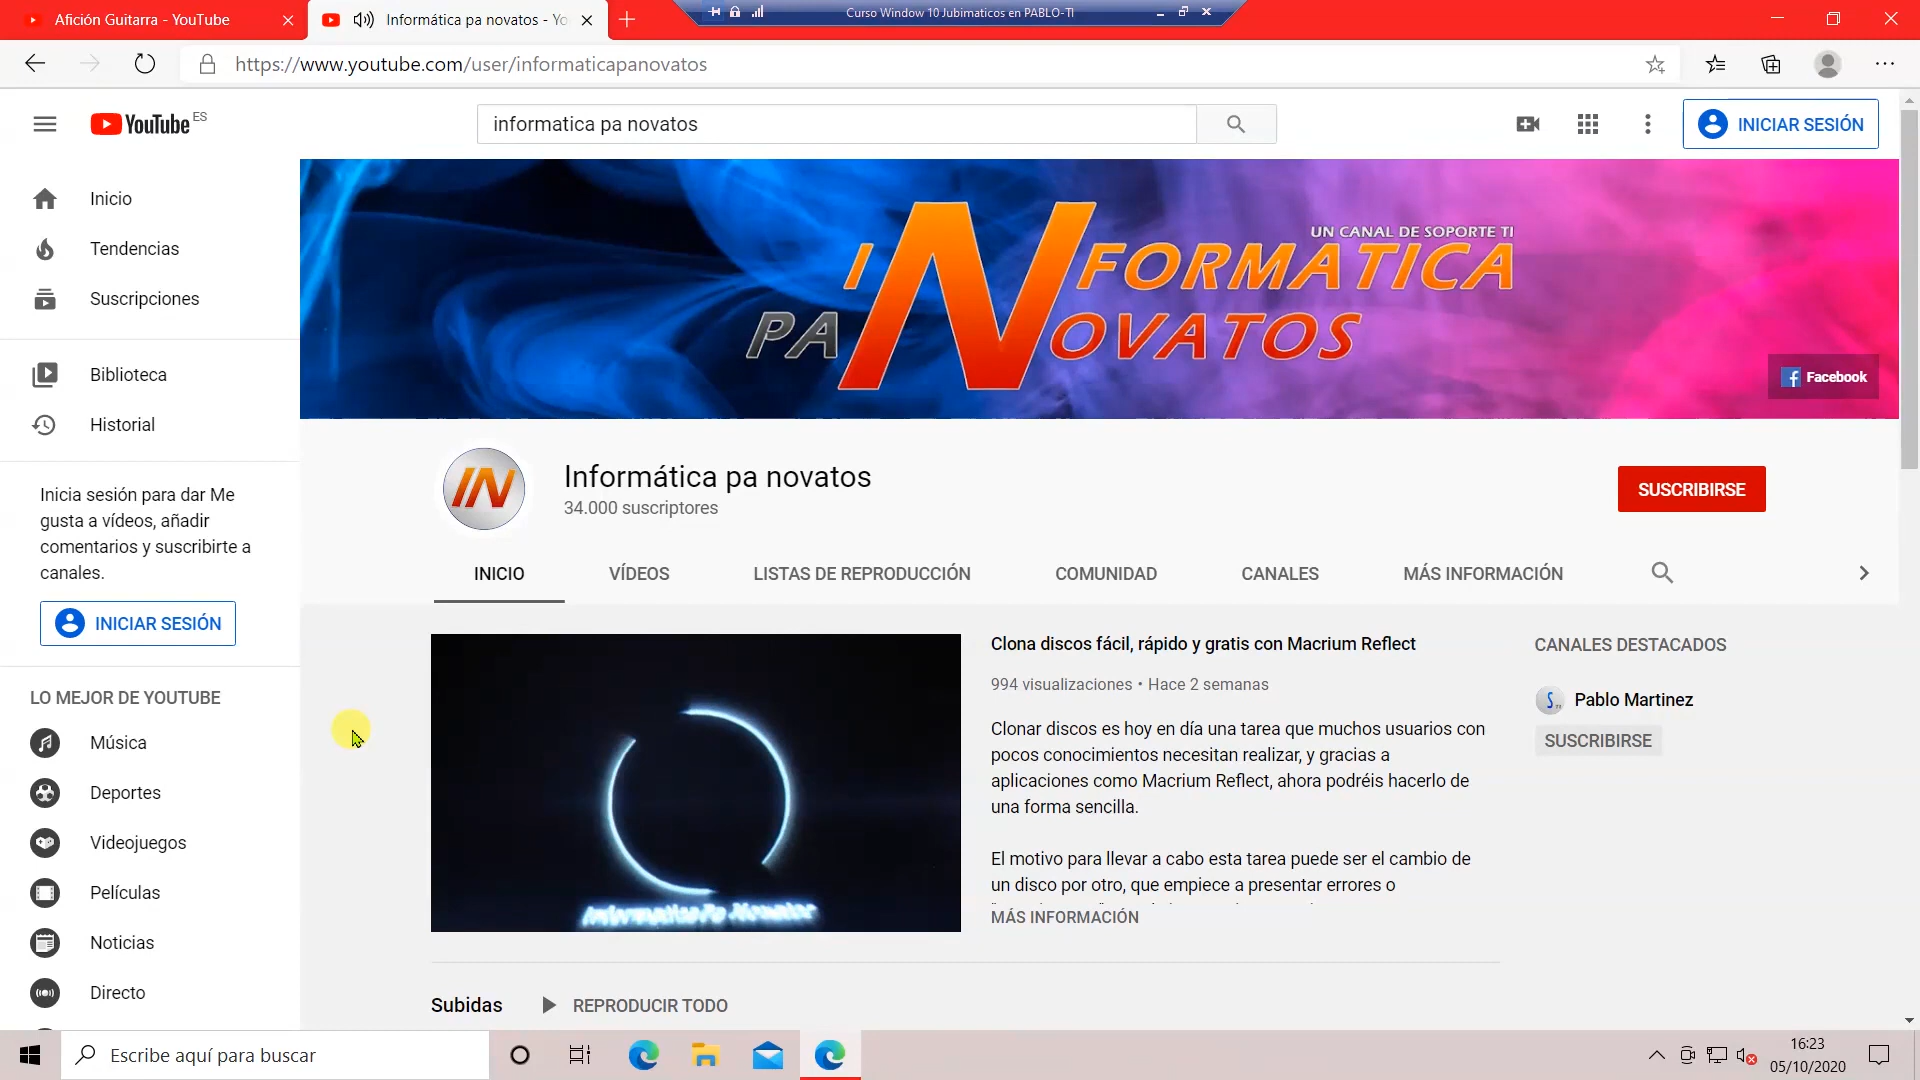 Afición Guitarra - YouTube
Informática pa novatos - Yo
Curso Window 10 Jubimaticos en PABLO-TI
https://www.youtube.com/user/informaticapanovatos
YouTube ES
informatica pa novatos
INICIAR SESIÓN
Inicio
Tendencias
Suscripciones
Biblioteca
Historial
Inicia sesión para dar Me
gusta a vídeos, añadir
comentarios y suscribirte a
canales.
INICIAR SESIÓN
LO MEJOR DE YOUTUBE
Música
Deportes
Videojuegos
Películas
Noticias
Directo
UN CANAL DE SOPORTE TI
INFORMATICA
PA NOVATOS
Facebook
IN
Informática pa novatos
34.000 suscriptores
SUSCRIBIRSE
INICIO
VÍDEOS
LISTAS DE REPRODUCCIÓN
COMUNIDAD
CANALES
MÁS INFORMACIÓN
Informatica Pa Novatos
Clona discos fácil, rápido y gratis con Macrium Reflect
994 visualizaciones • Hace 2 semanas
Clonar discos es hoy en día una tarea que muchos usuarios con
pocos conocimientos necesitan realizar, y gracias a
aplicaciones como Macrium Reflect, ahora podréis hacerlo de
una forma sencilla.
El motivo para llevar a cabo esta tarea puede ser el cambio de
un disco por otro, que empiece a presentar errores o
MÁS INFORMACIÓN
CANALES DESTACADOS
Pablo Martinez
SUSCRIBIRSE
Subidas
REPRODUCIR TODO
Escribe aquí para buscar
16:23
05/10/2020